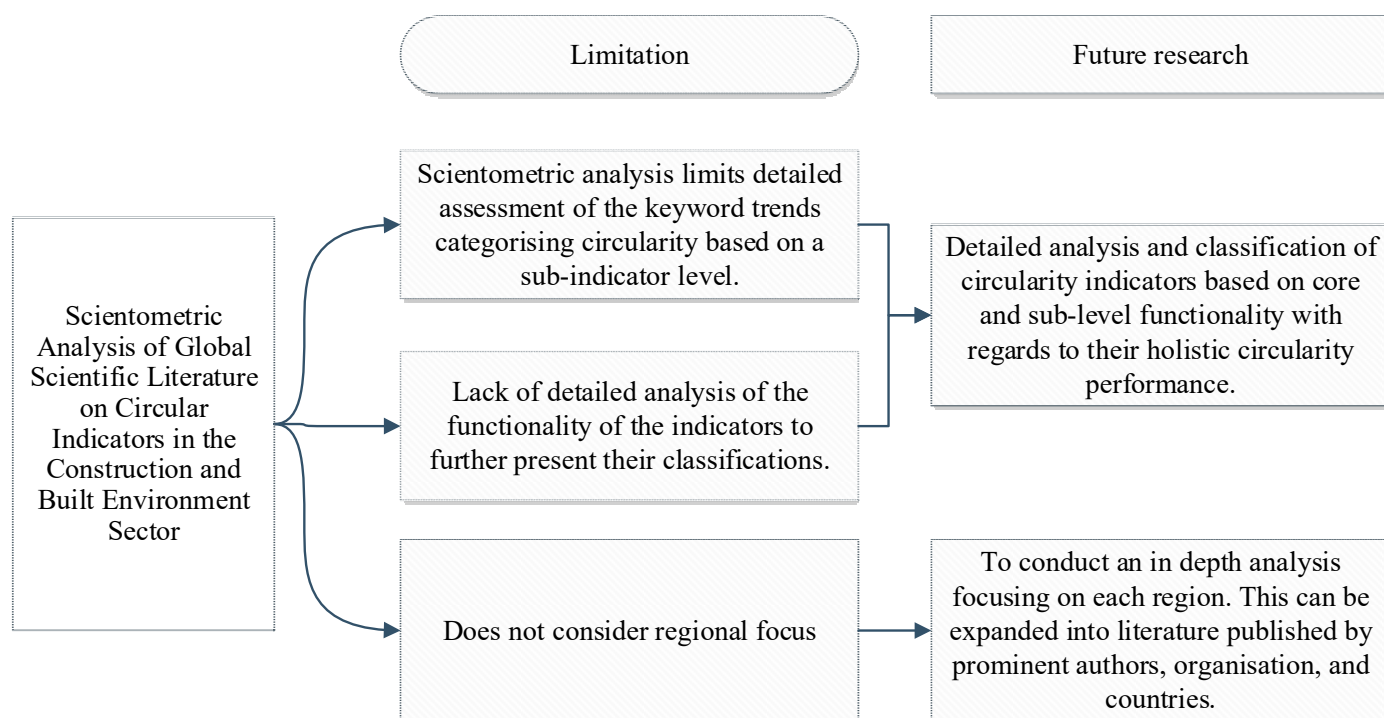 Limitation
Future research
Scientometric
Analysis of Global
Scientific Literature
on Circular
Indicators in the
Construction and
Built Environment
Sector
Scientometric analysis limits detailed
assessment of the keyword trends
categorising circularity based on a
sub-indicator level.
Lack of detailed analysis of the
functionality of the indicators to
further present their classifications.
Does not consider regional focus
Detailed analysis and classification of
circularity indicators based on core
and sub-level functionality with
regards to their holistic circularity
performance.
To conduct an in depth analysis
focusing on each region. This can be
expanded into literature published by
prominent authors, organisation, and
countries.